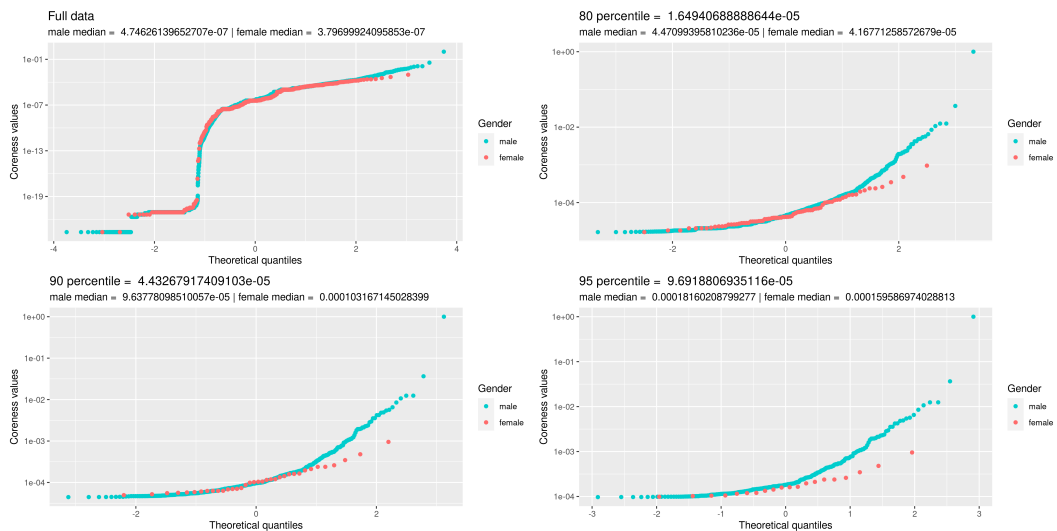 Full data
male median = 4.74626139652707e-07 | female median = 3.79699924095853e-07
1e-01
1e-07
1e-13
1e-19
Coreness values
-4
-2
0
2
4
Theoretical quantiles
Gender
male
female
80 percentile = 1.64940688888644e-05
male median = 4.47099395810236e-05 | female median = 4.16771258572679e-05
1e+00
1e-02
1e-04
Coreness values
-2
0
2
Theoretical quantiles
Gender
male
female
90 percentile = 4.43267917409103e-05
male median = 9.63778098510057e-05 | female median = 0.000103167145028399
1e+00
1e-01
1e-02
1e-03
1e-04
Coreness values
-2
0
2
Theoretical quantiles
Gender
male
female
95 percentile = 9.6918806935116e-05
male median = 0.00018160208799277 | female median = 0.000159586974028813
1e+00
1e-01
1e-02
1e-03
1e-04
Coreness values
-3
-2
-1
0
1
2
3
Theoretical quantiles
Gender
male
female